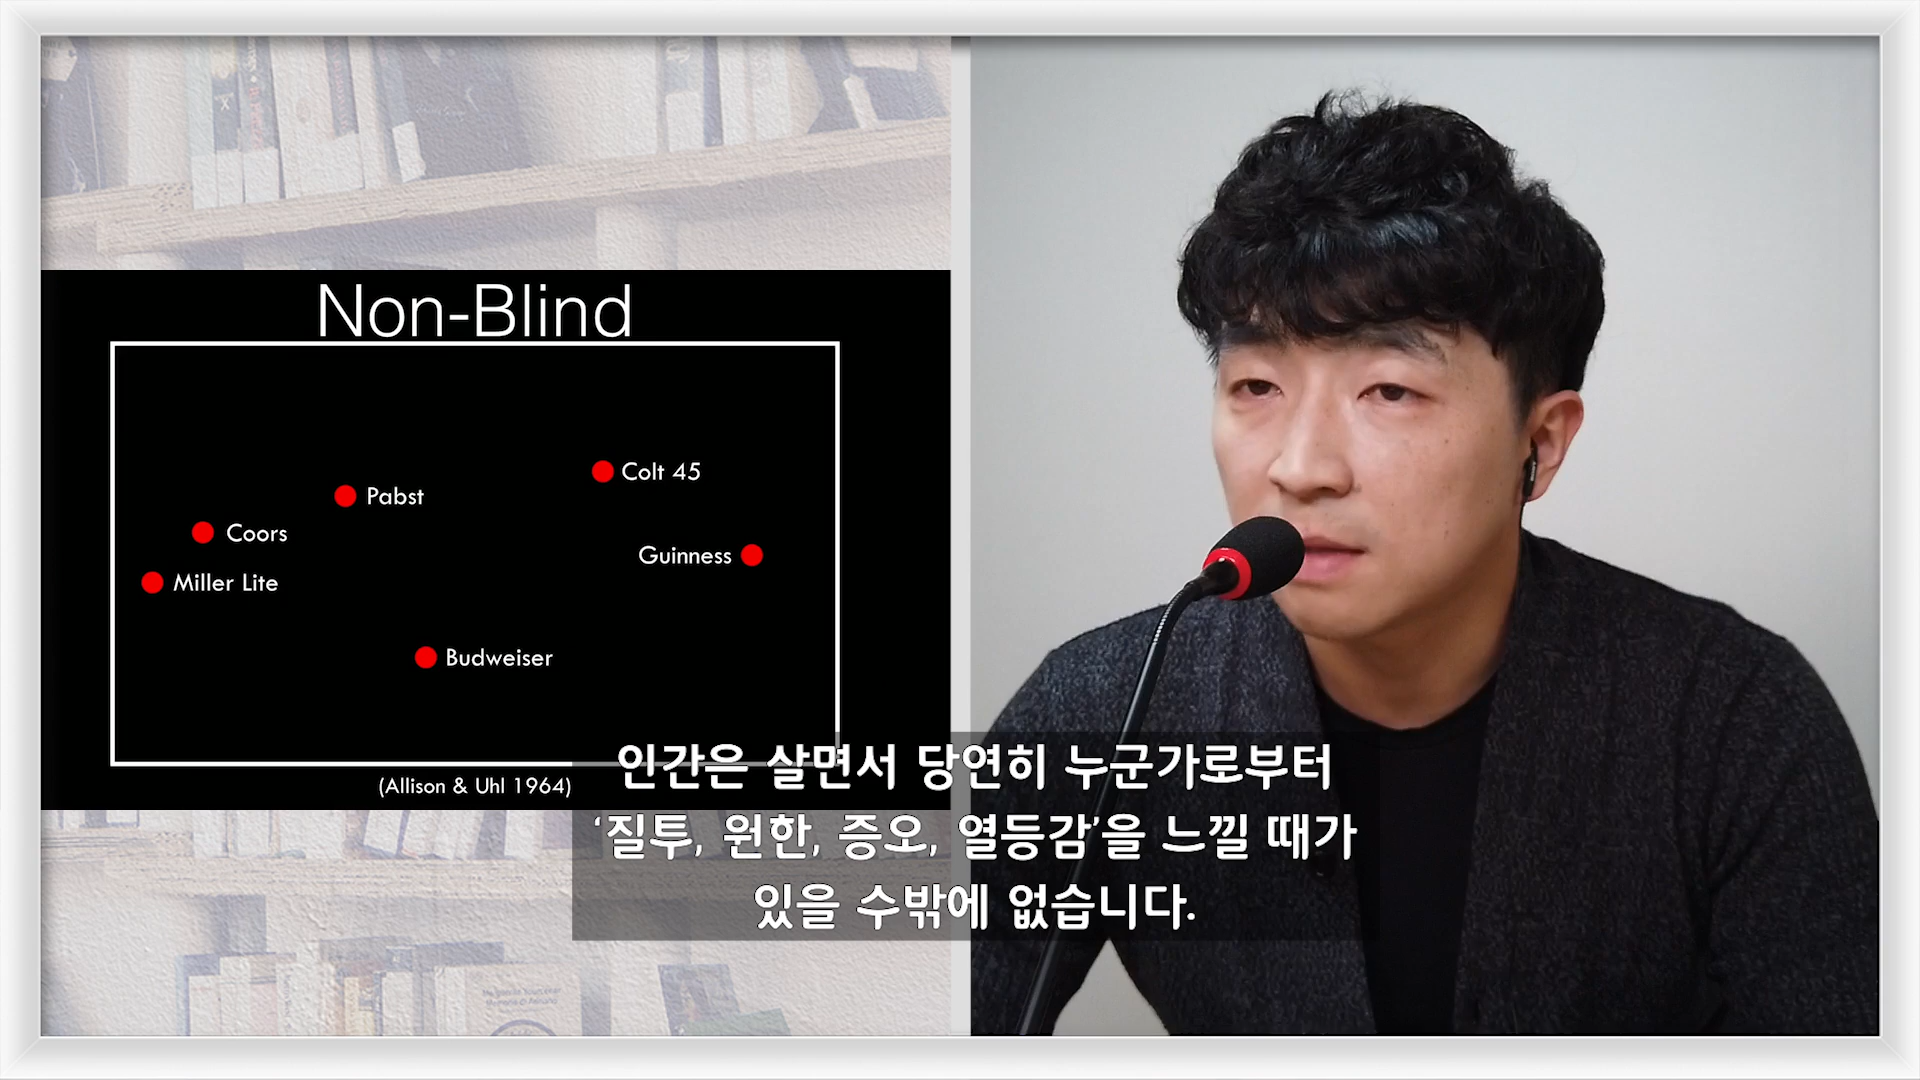 Non-Blind
Colt 45
Pabst
Coors
Guinness
Miller Lite
Budweiser
(Allison & Uhl 1964)
인간은 살면서 당연히 누군가로부터
‘질투, 원한, 증오, 열등감’을 느낄 때가
있을 수밖에 없습니다.